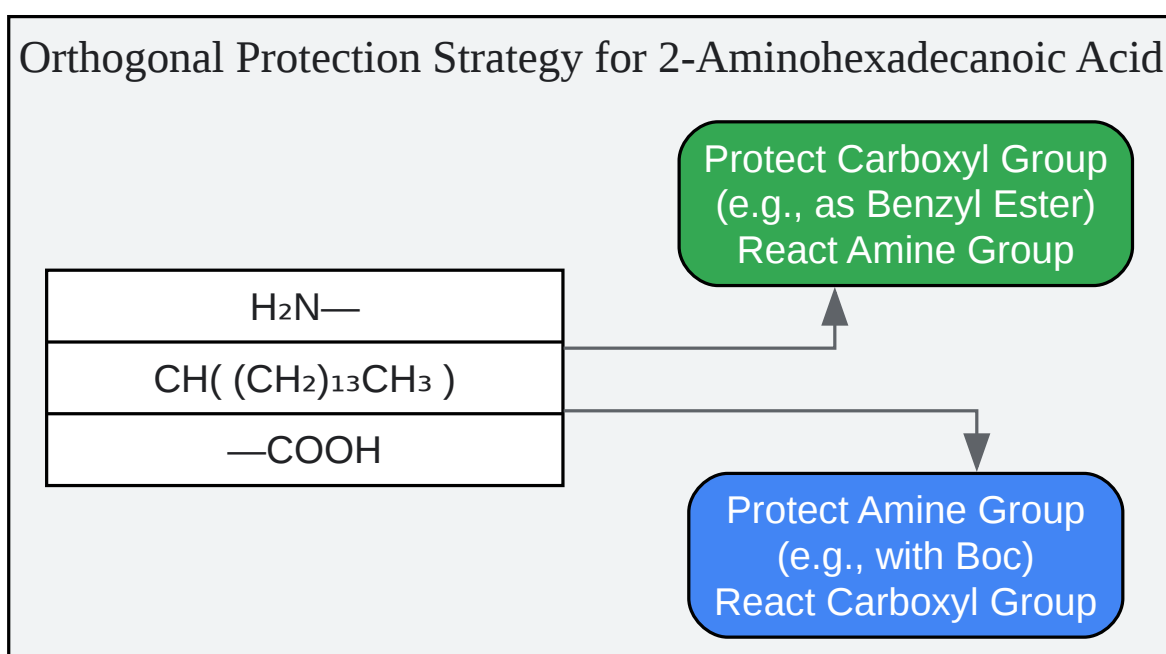 Orthogonal Protection Strategy for 2-Aminohexadecanoic Acid
Protect Carboxyl Group
(e.g., as Benzyl Ester)
React Amine Group
H₂N—
CH( (CH₂)₁₃CH₃ )
—COOH
Protect Amine Group
(e.g., with Boc)
React Carboxyl Group